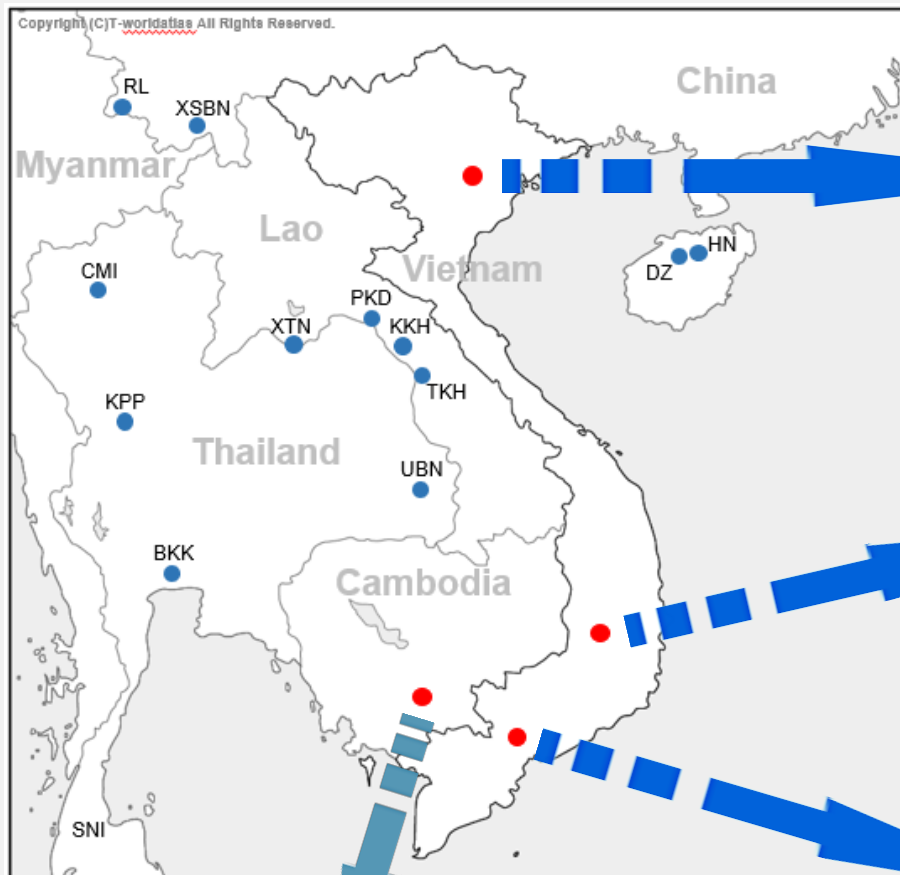 Copyright (C)T-worldatlas All Rights Reserved.
China
RL
XSBN
Myanmar
Lao
HN
DZ
CMI
Vietnam
PKD
XTN
KKH
TKH
KPP
Thailand
UBN
BKK
Cambodia
SNI